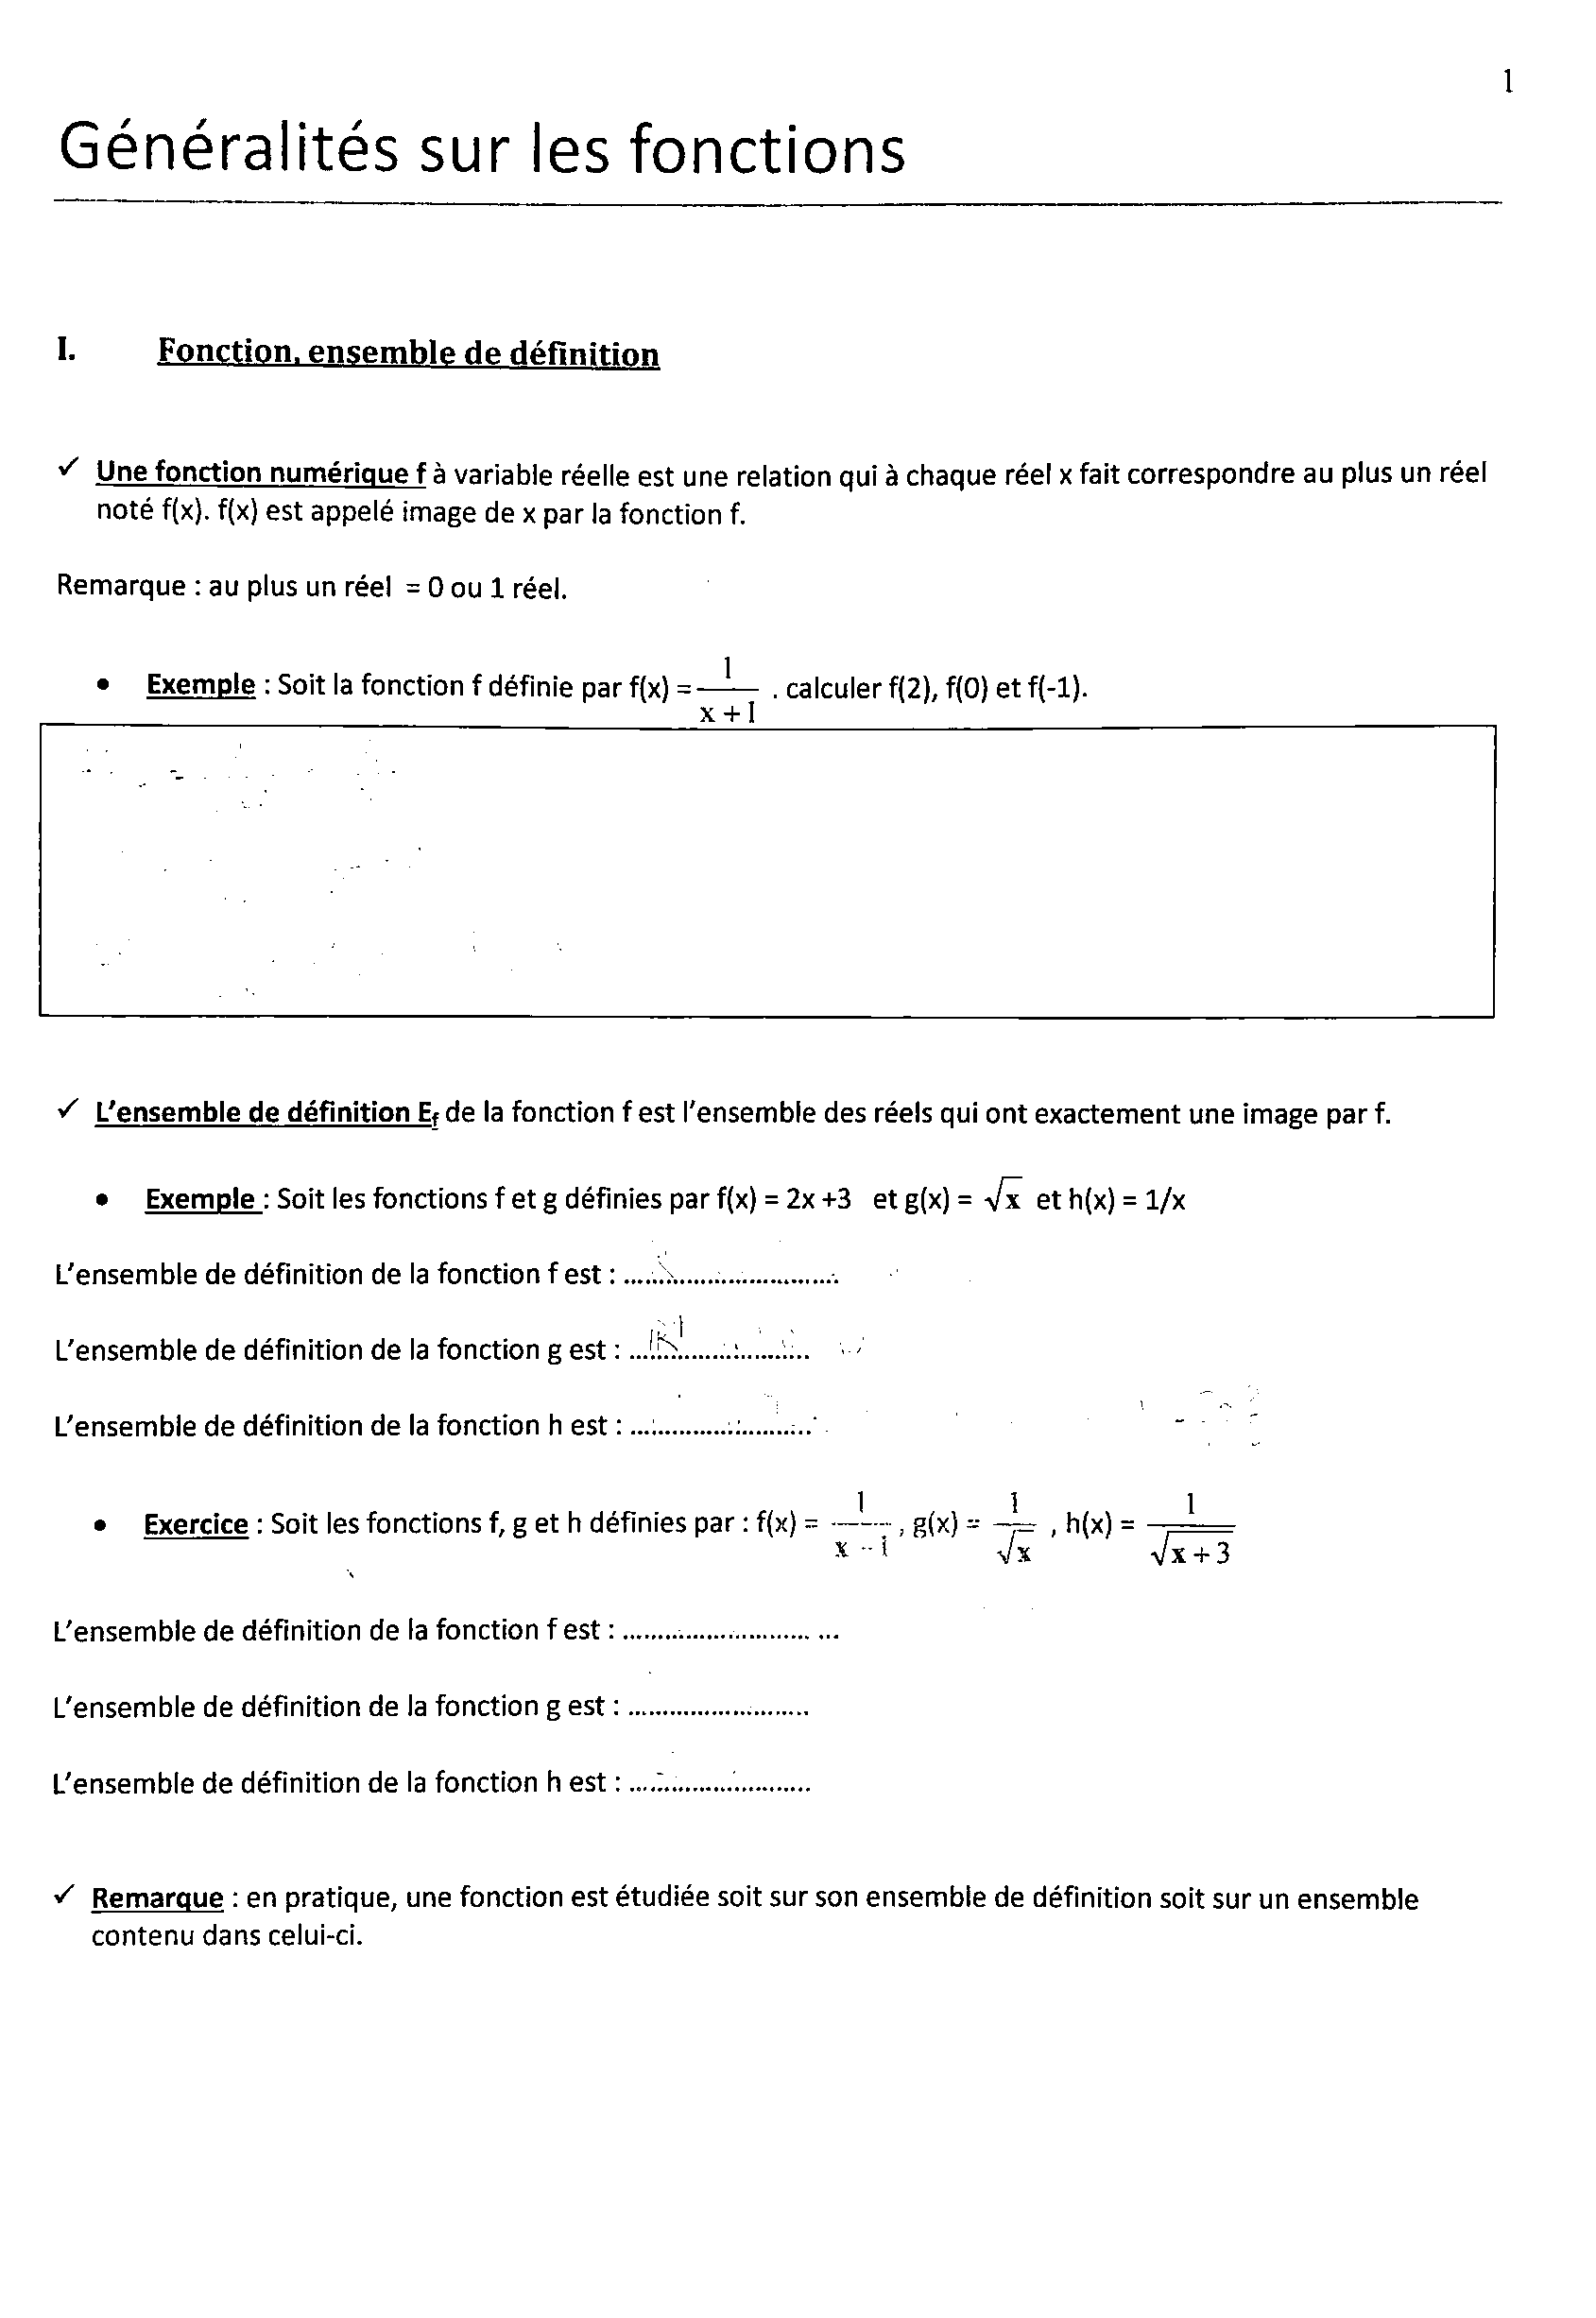 1
Généralités sur les fonctions
I. Fonction, ensemble de définition
✓ Une fonction numérique f à variable réelle est une relation qui à chaque réel x fait correspondre au plus un réel
noté f(x). f(x) est appelé image de x par la fonction f.
Remarque : au plus un réel = 0 ou 1 réel.
• Exemple : Soit la fonction f définie par f(x) = 1/(x + 1) . calculer f(2), f(0) et f(-1).
✓ L'ensemble de définition Ef de la fonction f est l'ensemble des réels qui ont exactement une image par f.
• Exemple : Soit les fonctions f et g définies par f(x) = 2x +3 et g(x) = √x et h(x) = 1/x
L'ensemble de définition de la fonction f est : ..............................
L'ensemble de définition de la fonction g est : ..........................
L'ensemble de définition de la fonction h est : ..........................
• Exercice : Soit les fonctions f, g et h définies par : f(x) = 1/(x - 1) , g(x) = 1/√x , h(x) = 1/√(x + 3)
L'ensemble de définition de la fonction f est : ........................... ...
L'ensemble de définition de la fonction g est : ..........................
L'ensemble de définition de la fonction h est : ..........................
✓ Remarque : en pratique, une fonction est étudiée soit sur son ensemble de définition soit sur un ensemble
contenu dans celui-ci.